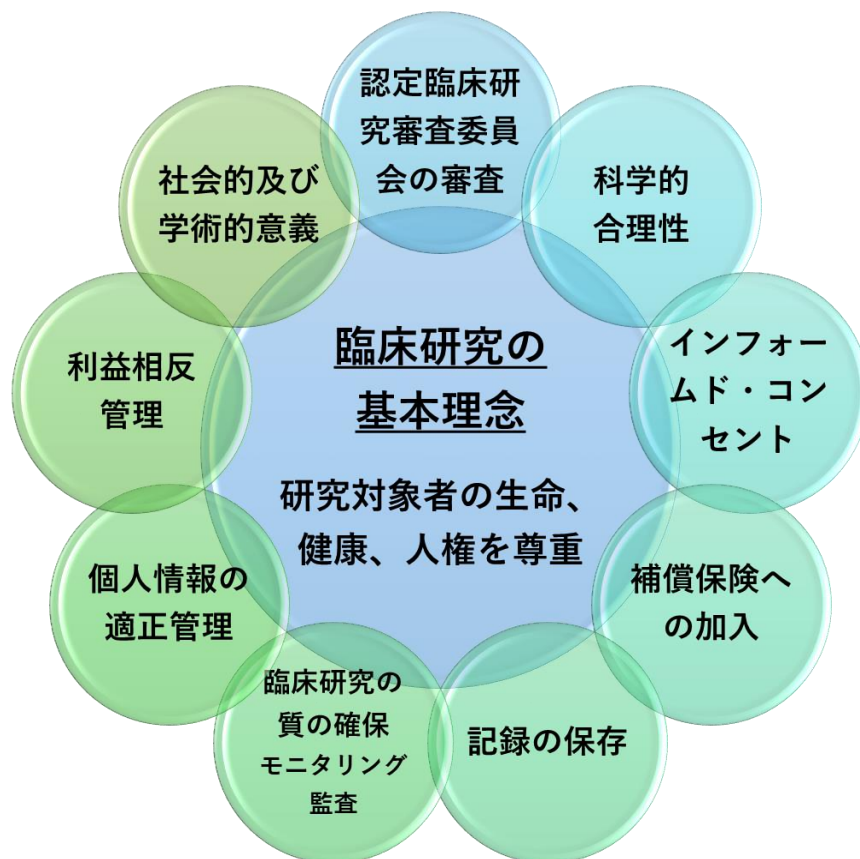 認定臨床研
究審査委員
会の審査
科学的
合理性
インフォー
ムド・コン
セント
補償保険へ
の加入
記録の保存
臨床研究の
質の確保
モニタリング
監査
個人情報の
適正管理
利益相反
管理
社会的及び
学術的意義
臨床研究の
基本理念
研究対象者の生命、
健康、人権を尊重